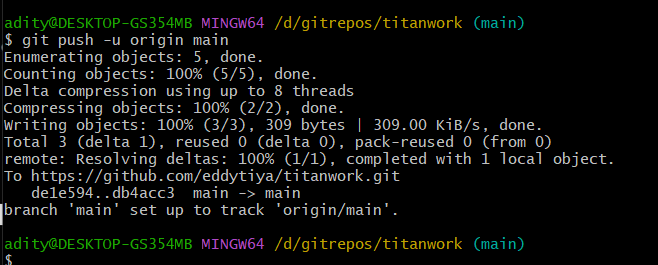 adity@DESKTOP-GS354MB MINGW64 /d/gitrepos/titanwork (main)
$ git push -u origin main
Enumerating objects: 5, done.
Counting objects: 100% (5/5), done.
Delta compression using up to 8 threads
Compressing objects: 100% (2/2), done.
Writing objects: 100% (3/3), 309 bytes | 309.00 KiB/s, done.
Total 3 (delta 1), reused 0 (delta 0), pack-reused 0 (from 0)
remote: Resolving deltas: 100% (1/1), completed with 1 local object.
To https://github.com/eddytiya/titanwork.git
   de1e594..db4acc3  main -> main
branch 'main' set up to track 'origin/main'.
adity@DESKTOP-GS354MB MINGW64 /d/gitrepos/titanwork (main)
$